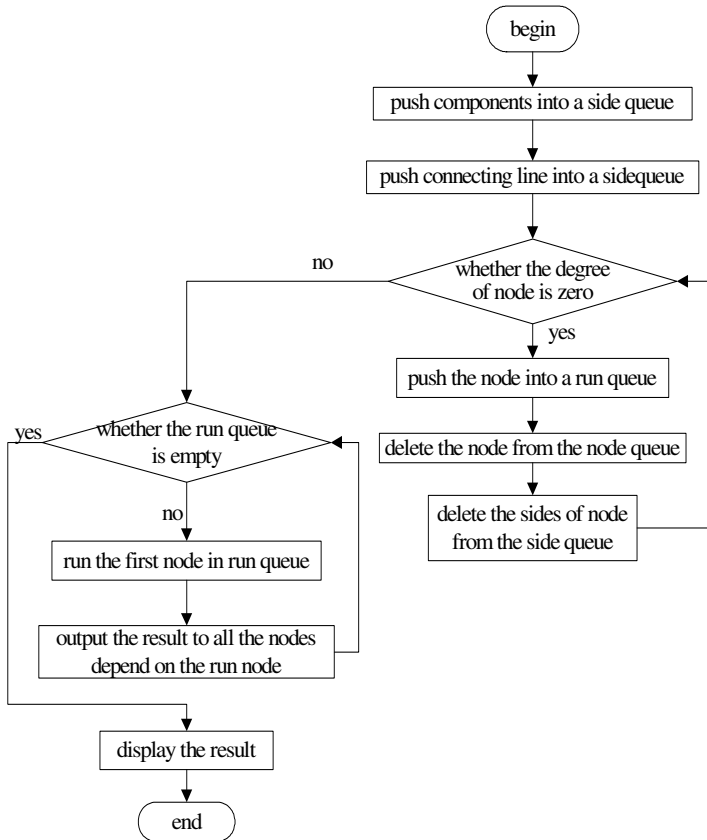 begin
push components into a side queue
push connecting line into a sidequeue
no
whether the degree
of node is zero
yes
push the node into a run queue
yes
whether the run queue
is empty
delete the node from the node queue
no
delete the sides of node
from the side queue
run the first node in run queue
output the result to all the nodes
depend on the run node
display the result
end